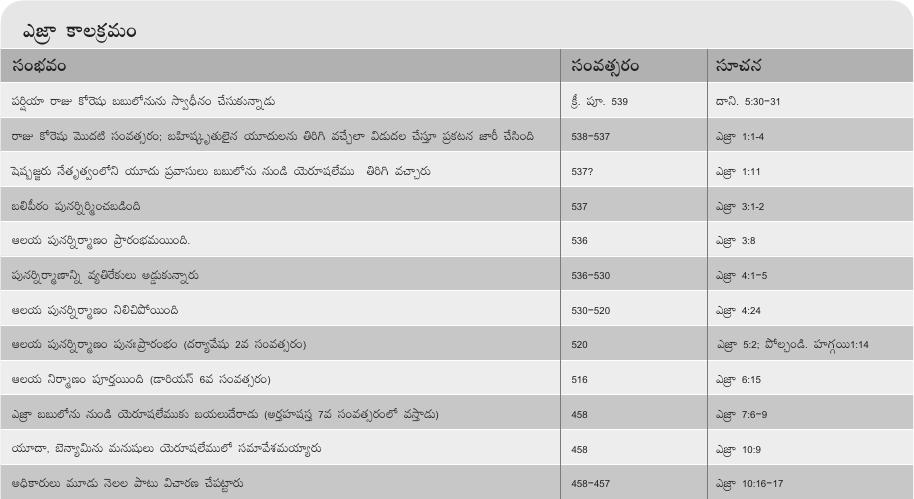 ఎజ్రా కాలక్రమం
సంభవం సంవత్సరం సూచన
పర్షియా రాజు కోరెషు బబులోనును స్వాధీనం చేసుకున్నాడు క్రీ. పూ. 539 దాని. 5:30-31
రాజు కోరెషు మొదటి సంవత్సరం; బహిష్కృతులైన యూదులను తిరిగి వచ్చేలా విడుదల చేస్తూ ప్రకటన జారీ చేసింది 538-537 ఎజ్రా 1:1-4
షెష్బజ్జరు నేతృత్వంలోని యూదు ప్రవాసులు బబులోను నుండి యెరూషలేము తిరిగి వచ్చారు 537? ఎజ్రా 1:11
బలిపీఠం పునర్నిర్మించబడింది 537 ఎజ్రా 3:1-2
ఆలయ పునర్నిర్మాణం ప్రారంభమయింది. 536 ఎజ్రా 3:8
పునర్నిర్మాణాన్ని వ్యతిరేకులు అడ్డుకున్నారు 536-530 ఎజ్రా 4:1-5
ఆలయ పునర్నిర్మాణం నిలిచిపోయింది 530-520 ఎజ్రా 4:24
ఆలయ పునర్నిర్మాణం పునఃప్రారంభం (దర్యావేషు 2వ సంవత్సరం) 520 ఎజ్రా 5:2; పోల్చండి. హగ్గయి1:14
ఆలయ నిర్మాణం పూర్తయింది (డారియస్ 6వ సంవత్సరం) 516 ఎజ్రా 6:15
ఎజ్రా బబులోను నుండి యెరూషలేముకు బయలుదేరాడు (అర్తహషస్త 7వ సంవత్సరంలో వస్తాడు) 458 ఎజ్రా 7:6-9
యూదా, బెన్యామిను మనుషులు యెరూషలేములో సమావేశమయ్యారు 458 ఎజ్రా 10:9
అధికారులు మూడు నెలల పాటు విచారణ చేపట్టారు 458-457 ఎజ్రా 10:16-17